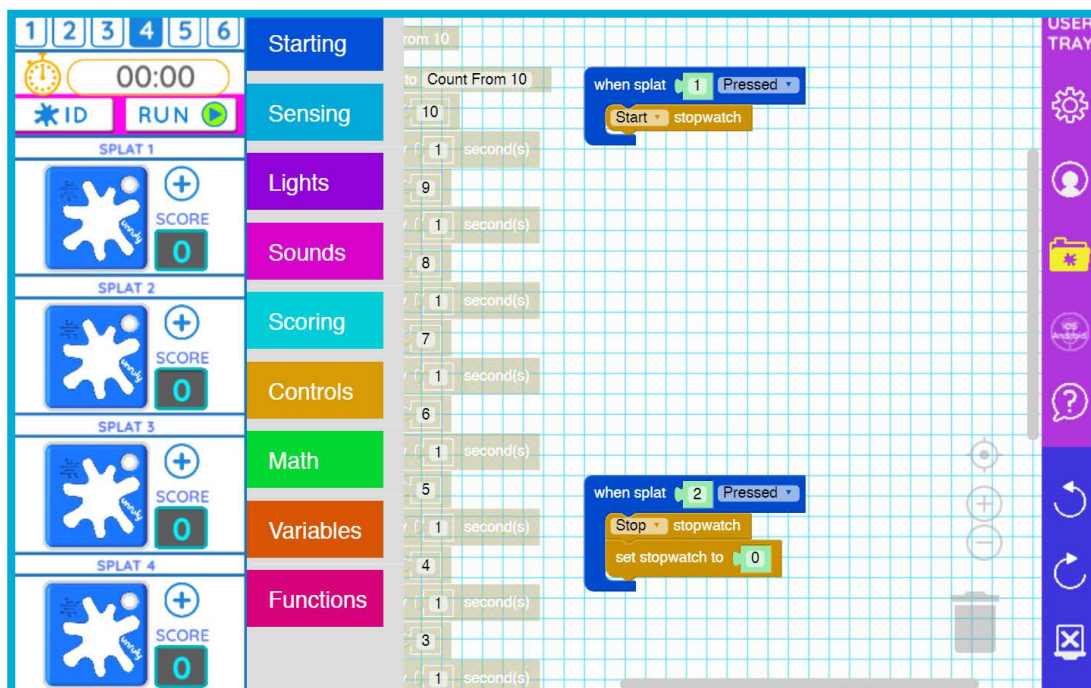 1 2 3 4 5 6
00:00
ID RUN
SPLAT 1
SCORE
0
SPLAT 2
SCORE
0
SPLAT 3
SCORE
0
SPLAT 4
SCORE
0
Starting
Sensing
Lights
Sounds
Scoring
Controls
Math
Variables
Functions
rom 10
to Count From 10
10
1 second(s)
9
1 second(s)
8
1 second(s)
7
1 second(s)
6
1 second(s)
5
1 second(s)
4
1 second(s)
3
1 second(s)
when splat 1 Pressed
Start stopwatch
when splat 2 Pressed
Stop stopwatch
set stopwatch to 0
USER
TRAY
iOS
Android